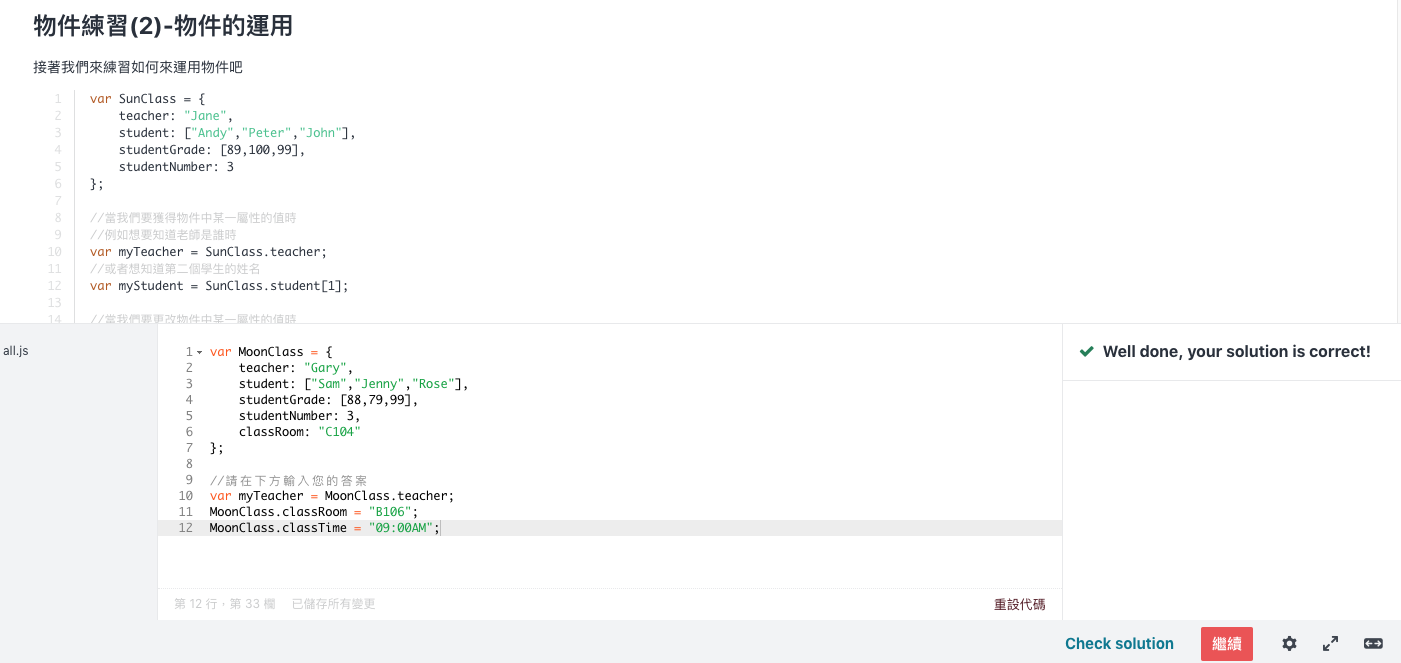 物件練習(2)-物件的運用
接著我們來練習如何來運用物件吧
1 var SunClass = {
2 teacher: "Jane",
3 student: ["Andy","Peter","John"],
4 studentGrade: [89,100,99],
5 studentNumber: 3
6 };
7
8 //當我們要獲得物件中某一屬性的值時
9 //例如想要知道老師是誰時
10 var myTeacher = SunClass.teacher;
11 //或者想知道第二個學生的姓名
12 var myStudent = SunClass.student[1];
13
14 //當我們要更改物件中某一屬性的值時
all.js
1 var MoonClass = {
2 teacher: "Gary",
3 student: ["Sam","Jenny","Rose"],
4 studentGrade: [88,79,99],
5 studentNumber: 3,
6 classRoom: "C104"
7 };
8
9 //請在下方輸入您的答案
10 var myTeacher = MoonClass.teacher;
11 MoonClass.classRoom = "B106";
12 MoonClass.classTime = "09:00AM";
第 12 行，第 33 欄 已儲存所有變更
重設代碼
Well done, your solution is correct!
Check solution
繼續